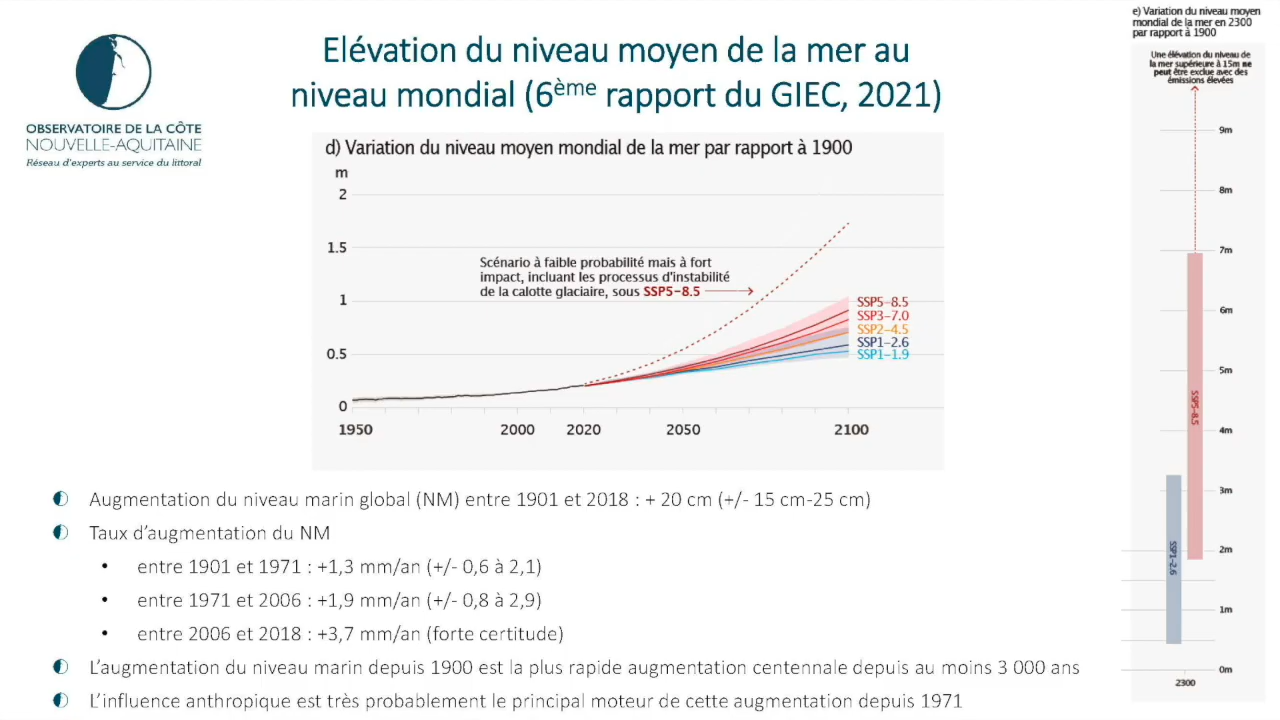 OBSERVATOIRE DE LA CÔTE
NOUVELLE-AQUITAINE
Réseau d'experts au service du littoral
Elévation du niveau moyen de la mer au
niveau mondial (6ème rapport du GIEC, 2021)
d) Variation du niveau moyen mondial de la mer par rapport à 1900
m
2
1.5
1
0.5
0
Scénario à faible probabilité mais à fort
impact, incluant les processus d'instabilité
de la calotte glaciaire, sous SSP5-8.5
SSP5-8.5
SSP3-7.0
SSP2-4.5
SSP1-2.6
SSP1-1.9
1950 2000 2020 2050 2100
Augmentation du niveau marin global (NM) entre 1901 et 2018 : + 20 cm (+/- 15 cm-25 cm)
Taux d'augmentation du NM
• entre 1901 et 1971 : +1,3 mm/an (+/- 0,6 à 2,1)
• entre 1971 et 2006 : +1,9 mm/an (+/- 0,8 à 2,9)
• entre 2006 et 2018 : +3,7 mm/an (forte certitude)
L'augmentation du niveau marin depuis 1900 est la plus rapide augmentation centennale depuis au moins 3 000 ans
L'influence anthropique est très probablement le principal moteur de cette augmentation depuis 1971
e) Variation du niveau moyen
mondial de la mer en 2300
par rapport à 1900
Une élévation du niveau de
la mer supérieure à 15m ne
peut être exclue avec des
émissions élevées
9m
8m
7m
6m
5m
4m
3m
2m
1m
0m
SSP5-8.5
SSP1-2.6
2300